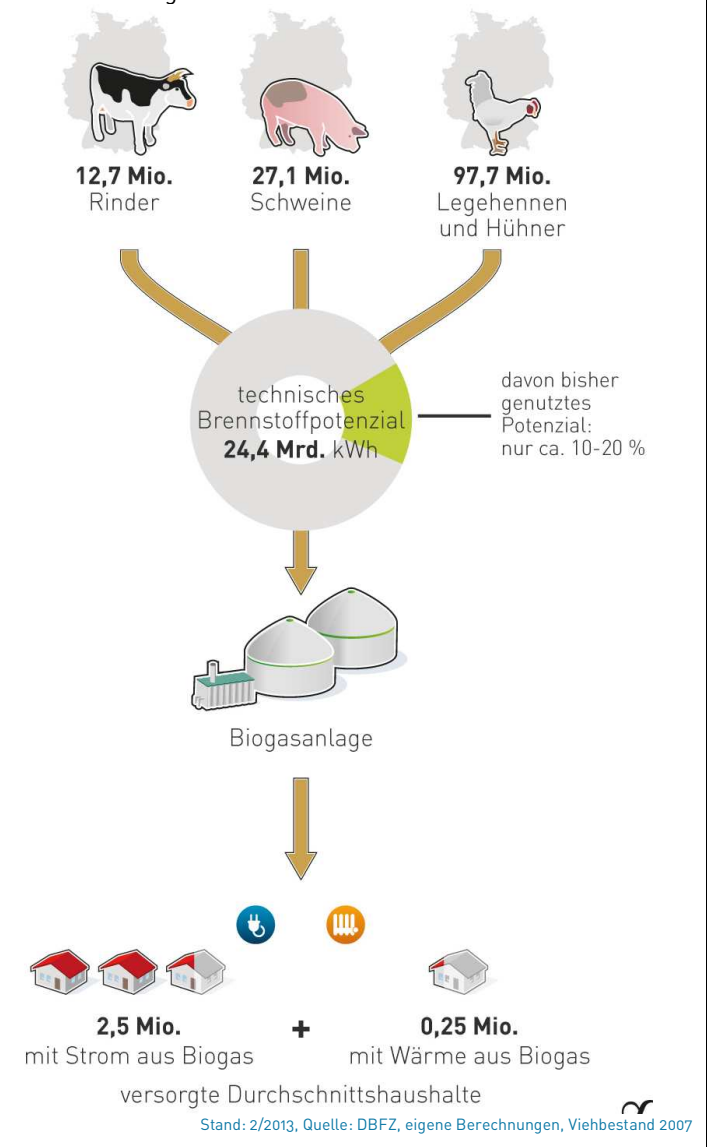 12,7 Mio.
Rinder
27,1 Mio.
Schweine
97,7 Mio.
Legehennen
und Hühner
technisches
Brennstoffpotenzial
24,4 Mrd. kWh
davon bisher
genutztes
Potenzial:
nur ca. 10-20 %
Biogasanlage
2,5 Mio.
mit Strom aus Biogas
+
0,25 Mio.
mit Wärme aus Biogas
versorgte Durchschnittshaushalte
Stand: 2/2013, Quelle: DBFZ, eigene Berechnungen, Viehbestand 2007